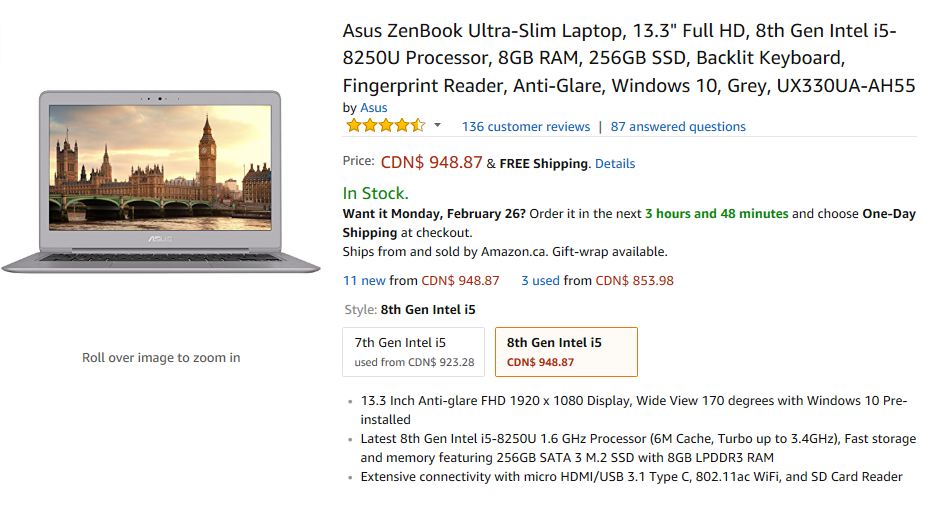 Asus ZenBook Ultra-Slim Laptop, 13.3" Full HD, 8th Gen Intel i5-
8250U Processor, 8GB RAM, 256GB SSD, Backlit Keyboard,
Fingerprint Reader, Anti-Glare, Windows 10, Grey, UX330UA-AH55
by Asus
136 customer reviews | 87 answered questions
Price: CDN$ 948.87 & FREE Shipping. Details
In Stock.
Want it Monday, February 26? Order it in the next 3 hours and 48 minutes and choose One-Day
Shipping at checkout.
Ships from and sold by Amazon.ca. Gift-wrap available.
11 new from CDN$ 948.87 3 used from CDN$ 853.98
Style: 8th Gen Intel i5
7th Gen Intel i5 8th Gen Intel i5
used from CDN$ 923.28 CDN$ 948.87
ASUS
Roll over image to zoom in
• 13.3 Inch Anti-glare FHD 1920 x 1080 Display, Wide View 170 degrees with Windows 10 Pre-
installed
• Latest 8th Gen Intel i5-8250U 1.6 GHz Processor (6M Cache, Turbo up to 3.4GHz), Fast storage
and memory featuring 256GB SATA 3 M.2 SSD with 8GB LPDDR3 RAM
• Extensive connectivity with micro HDMI/USB 3.1 Type C, 802.11ac WiFi, and SD Card Reader